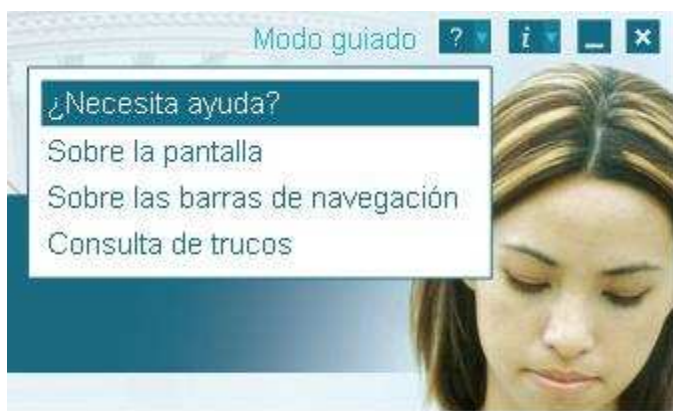 Modo guiado ? i
¿Necesita ayuda?
Sobre la pantalla
Sobre las barras de navegación
Consulta de trucos